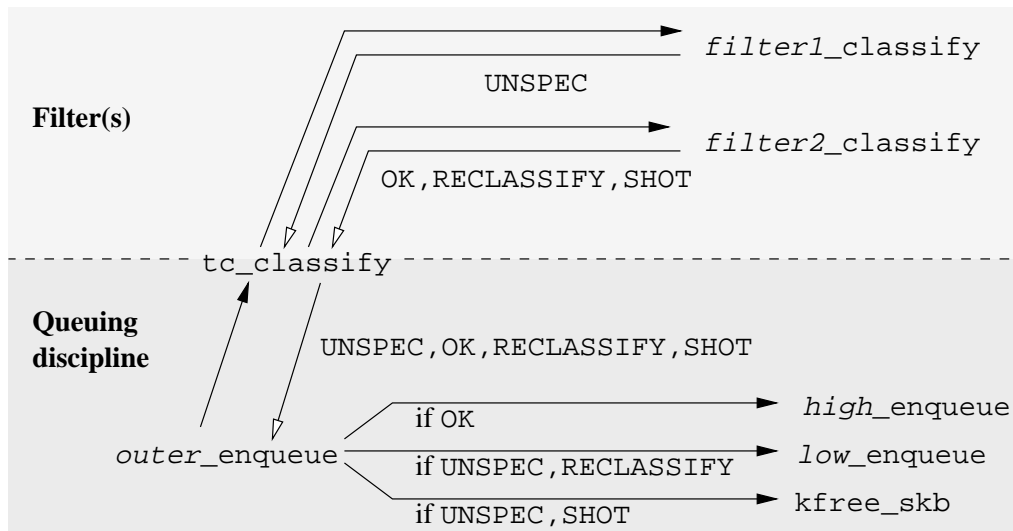 filter1_classify
UNSPEC
Filter(s)
filter2_classify
OK,RECLASSIFY,SHOT
tc_classify
Queuing
discipline
UNSPEC,OK,RECLASSIFY,SHOT
high_enqueue
if OK
outer_enqueue
low_enqueue
if UNSPEC,RECLASSIFY
kfree_skb
if UNSPEC,SHOT